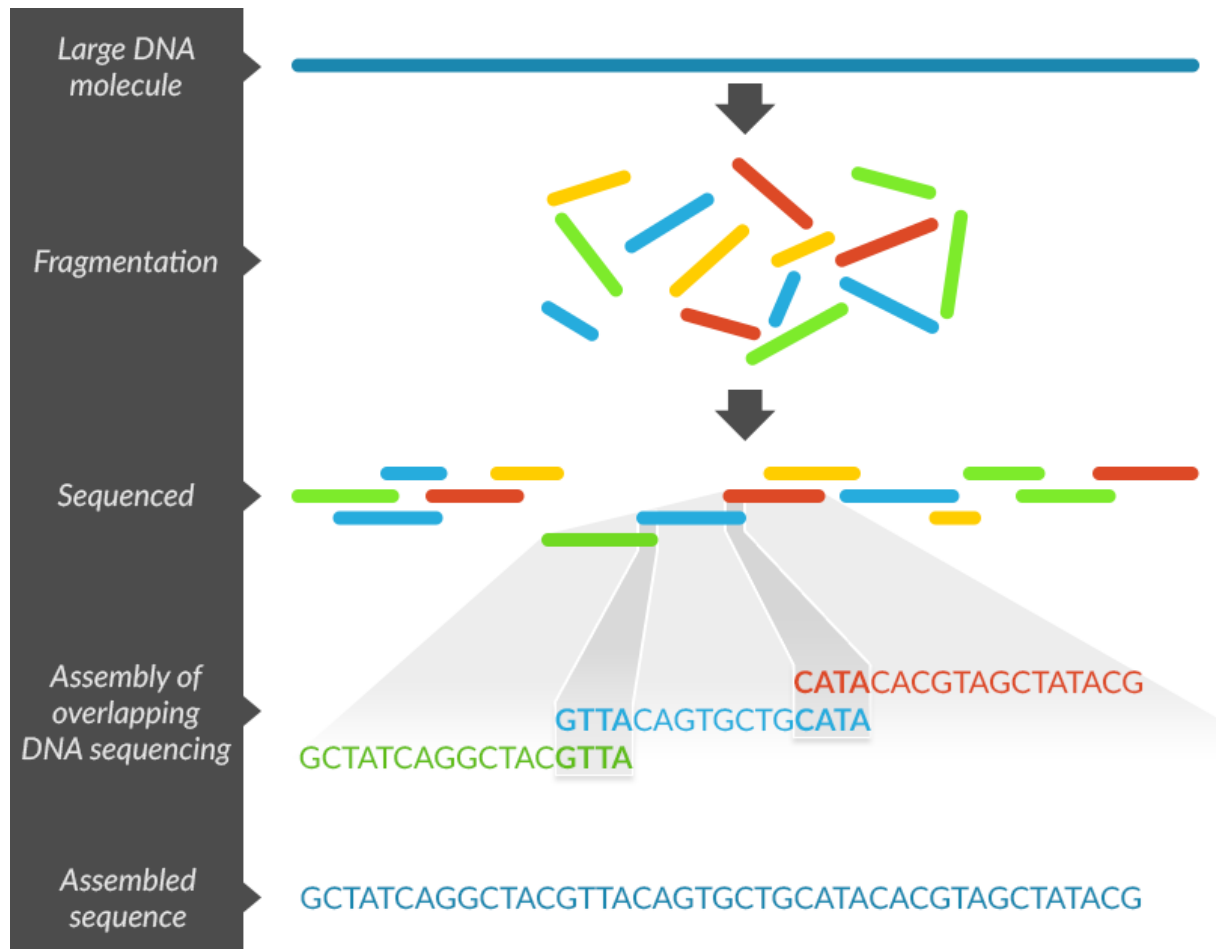 Large DNA
molecule
Fragmentation
Sequenced
Assembly of
overlapping
DNA sequencing
CATACACGTAGCTATACG
GTTACAGTGCTGCATA
GCTATCAGGCTACGTTA
Assembled
sequence
GCTATCAGGCTACGTTACAGTGCTGCATACACGTAGCTATACG